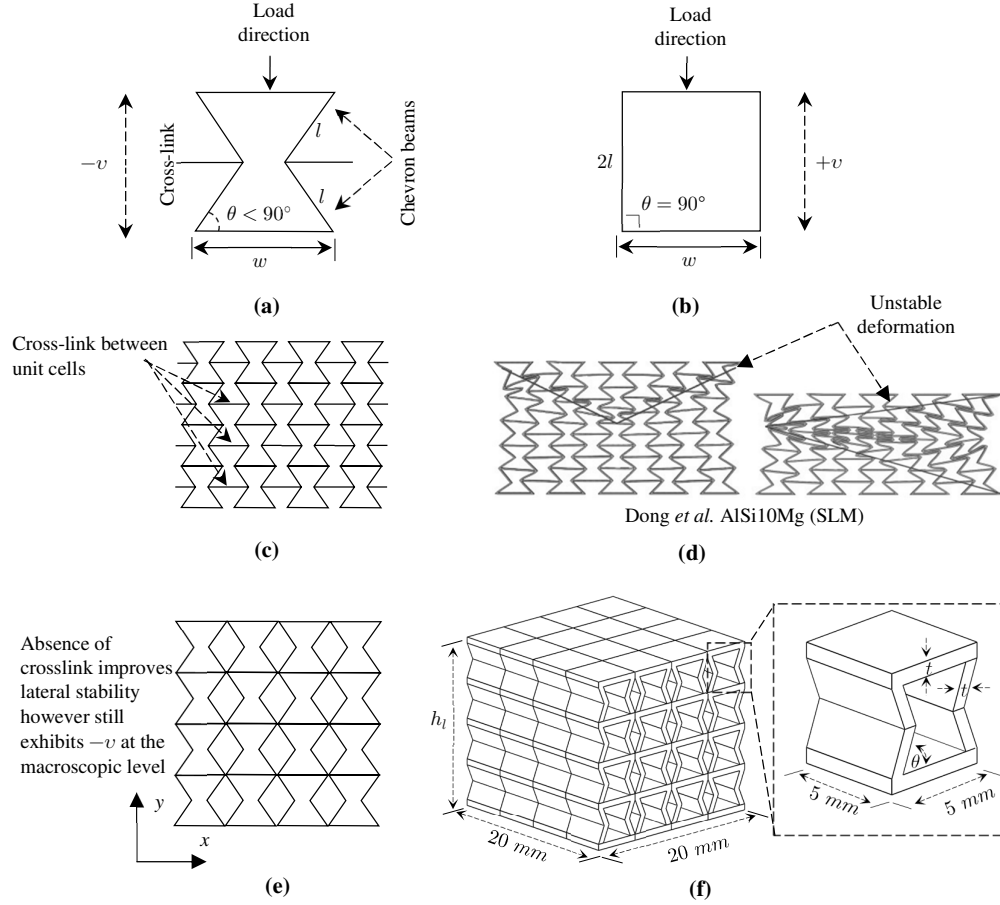 Load
direction
−v
Cross-link
l
l
Chevron beams
θ < 90°
w
(a)
Load
direction
2l
θ = 90°
+v
w
(b)
Cross-link between
unit cells
(c)
Unstable
deformation
Dong et al. AlSi10Mg (SLM)
(d)
Absence of
crosslink improves
lateral stability
however still
exhibits −v at the
macroscopic level
y
x
(e)
h_l
20 mm
20 mm
t
t
θ
5 mm
5 mm
(f)